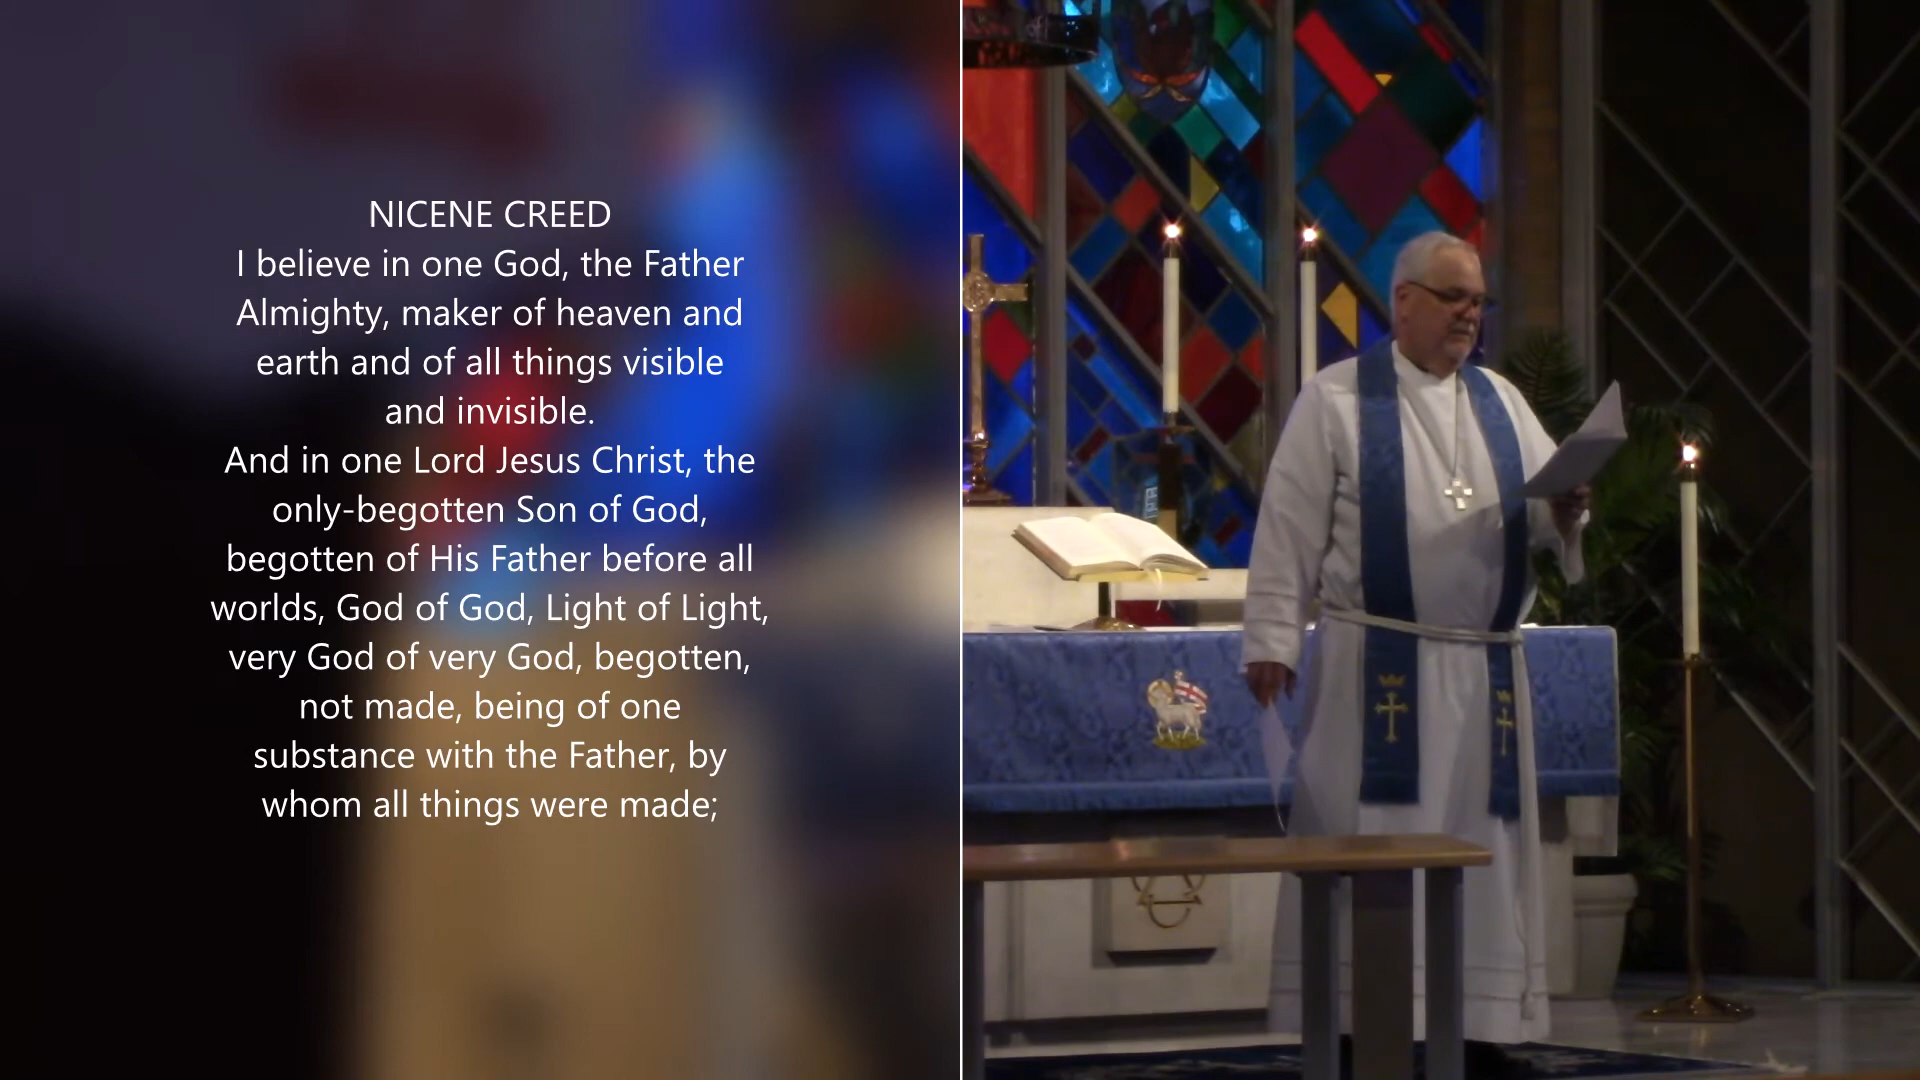 NICENE CREED
I believe in one God, the Father
Almighty, maker of heaven and
earth and of all things visible
and invisible.
And in one Lord Jesus Christ, the
only-begotten Son of God,
begotten of His Father before all
worlds, God of God, Light of Light,
very God of very God, begotten,
not made, being of one
substance with the Father, by
whom all things were made;